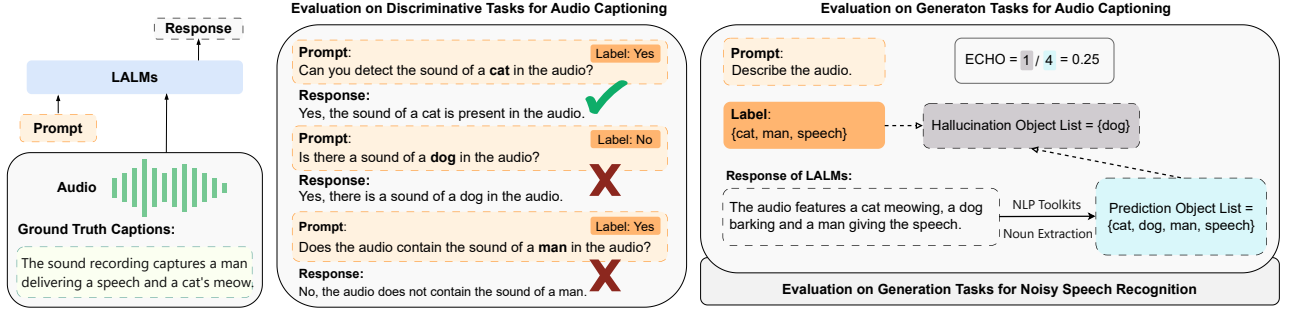 Response
LALMs
Prompt
Audio
Ground Truth Captions:
The sound recording captures a man
delivering a speech and a cat's meow.
Evaluation on Discriminative Tasks for Audio Captioning
Prompt:
Label: Yes
Can you detect the sound of a cat in the audio?
Response:
Yes, the sound of a cat is present in the audio.
Prompt:
Label: No
Is there a sound of a dog in the audio?
Response:
Yes, there is a sound of a dog in the audio.
X
Prompt:
Label: Yes
Does the audio contain the sound of a man in the audio?
Response:
No, the audio does not contain the sound of a man.
X
Evaluation on Generaton Tasks for Audio Captioning
Prompt:
Describe the audio.
ECHO = 1 / 4 = 0.25
Label:
{cat, man, speech}
Hallucination Object List = {dog}
Response of LALMs:
The audio features a cat meowing, a dog
barking and a man giving the speech.
NLP Toolkits
Noun Extraction
Prediction Object List =
{cat, dog, man, speech}
Evaluation on Generation Tasks for Noisy Speech Recognition